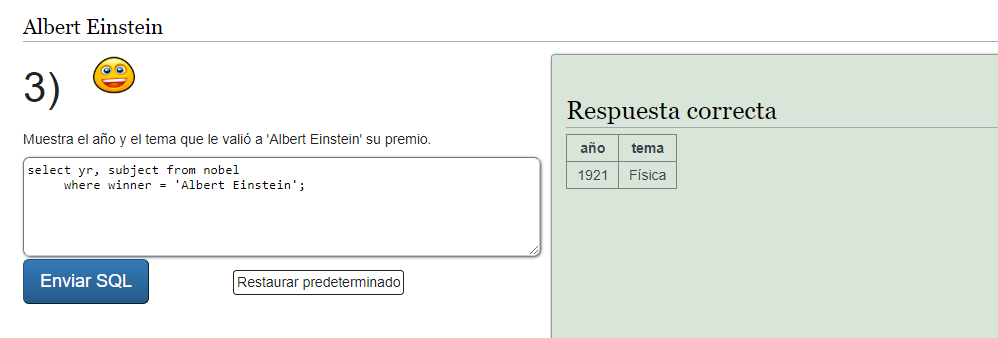 Albert Einstein
3)
Muestra el año y el tema que le valió a 'Albert Einstein' su premio.
select yr, subject from nobel
where winner = 'Albert Einstein';
Enviar SQL
Restaurar predeterminado
Respuesta correcta
año tema
1921 Física